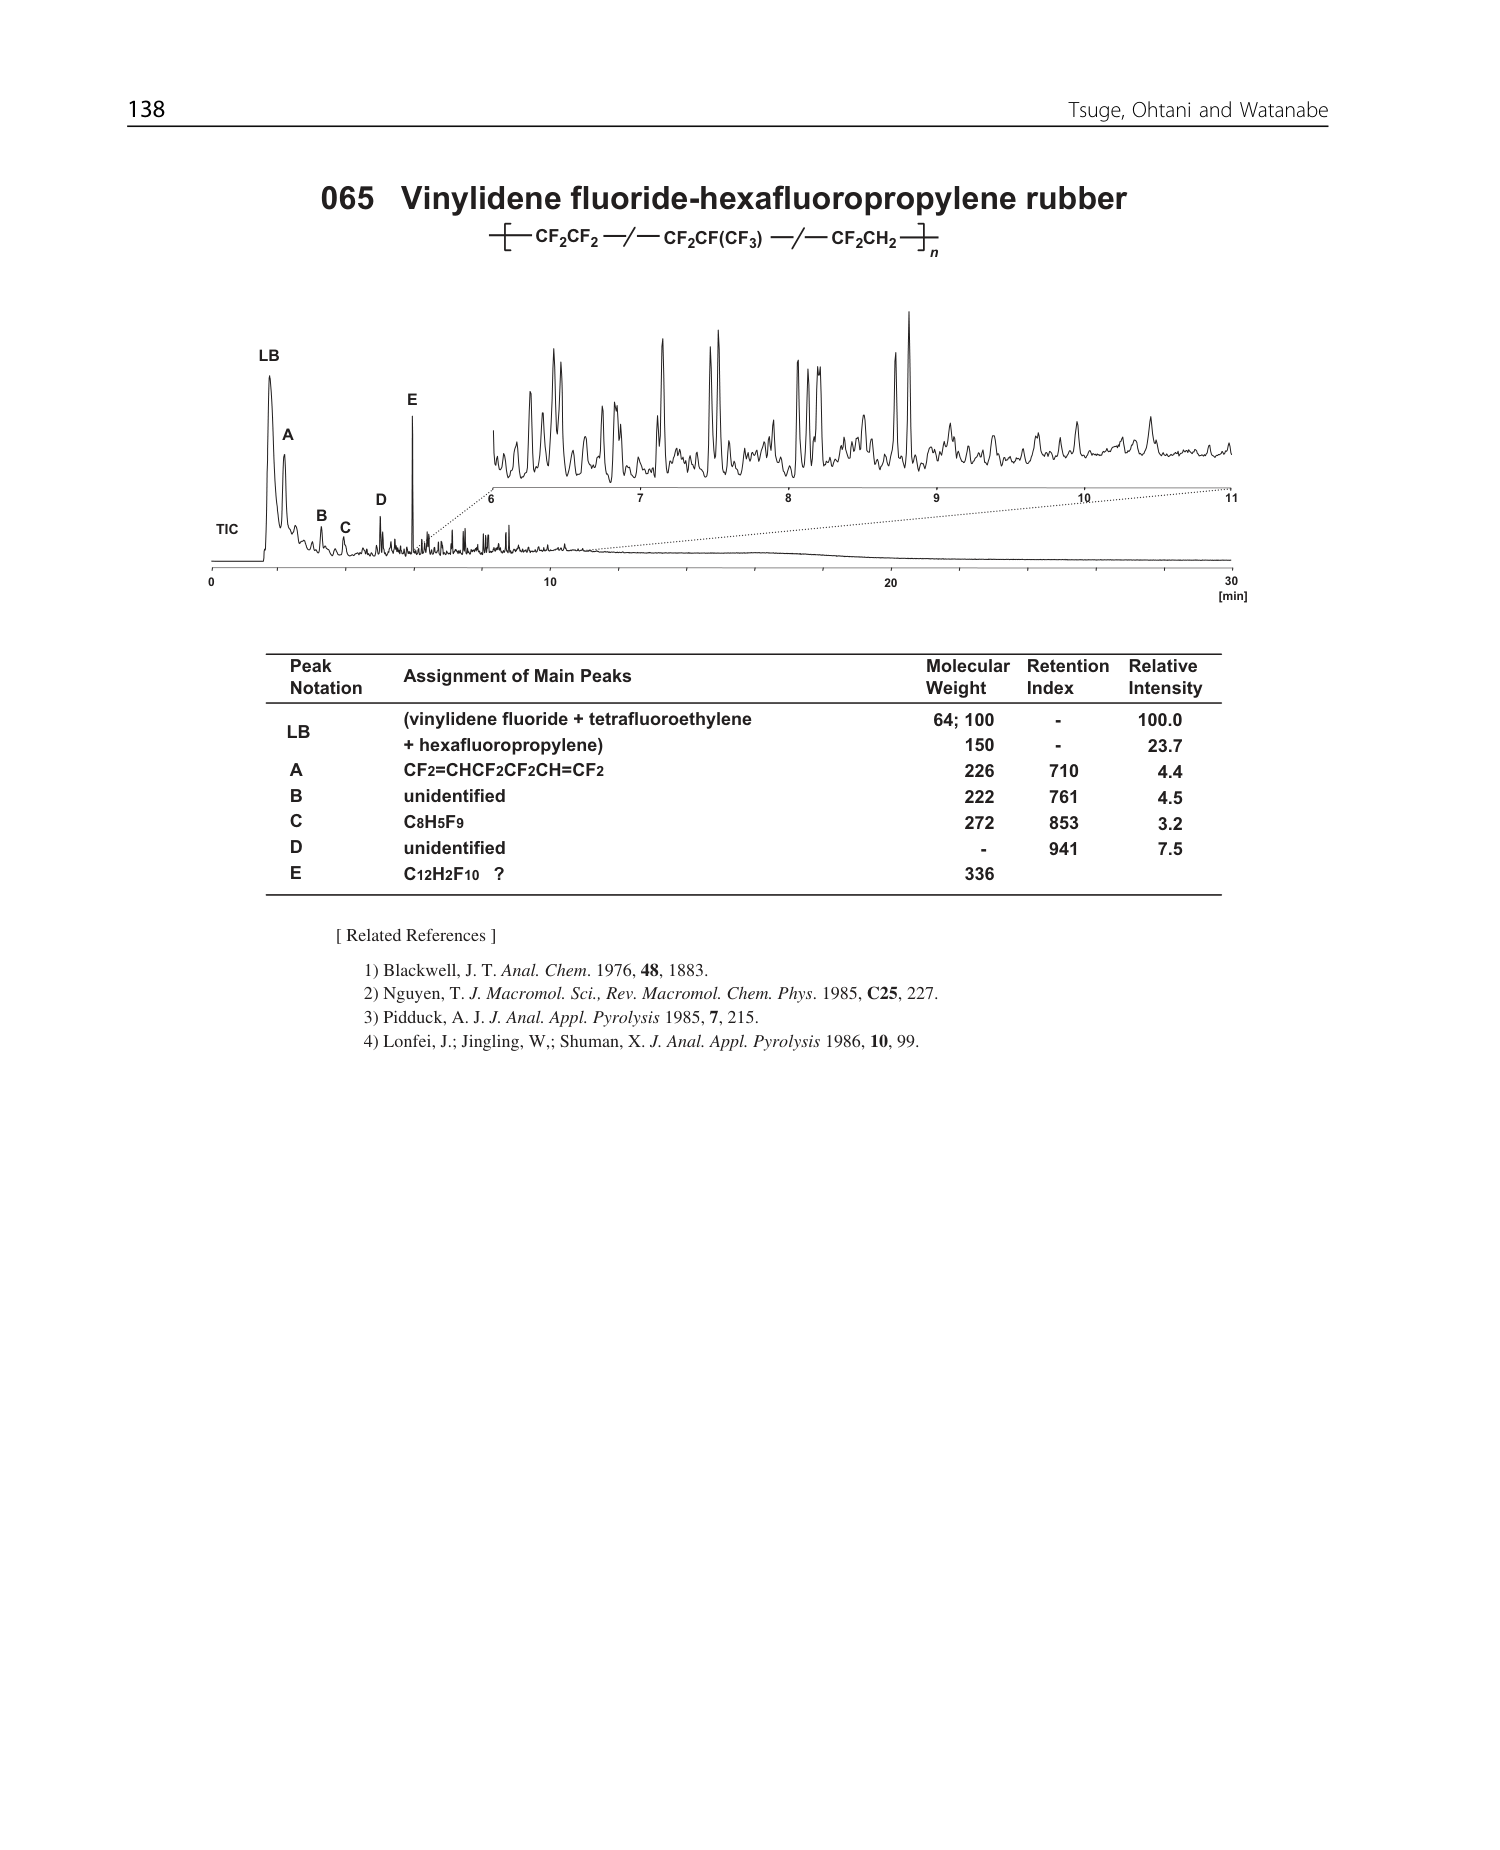 138 Tsuge, Ohtani and Watanabe
065 Vinylidene fluoride-hexafluoropropylene rubber
CF2CF2 / CF2CF(CF3) / CF2CH2 n
LB
E
A
D
B
C
TIC
6 7 8 9 10 11
0 10 20 30
[min]
Peak Notation Assignment of Main Peaks Molecular Weight Retention Index Relative Intensity
LB (vinylidene fluoride + tetrafluoroethylene 64; 100 - 100.0
+ hexafluoropropylene) 150 - 23.7
A CF2=CHCF2CF2CH=CF2 226 710 4.4
B unidentified 222 761 4.5
C C8H5F9 272 853 3.2
D unidentified - 941 7.5
E C12H2F10 ? 336
[ Related References ]
1) Blackwell, J. T. Anal. Chem. 1976, 48, 1883.
2) Nguyen, T. J. Macromol. Sci., Rev. Macromol. Chem. Phys. 1985, C25, 227.
3) Pidduck, A. J. J. Anal. Appl. Pyrolysis 1985, 7, 215.
4) Lonfei, J.; Jingling, W,; Shuman, X. J. Anal. Appl. Pyrolysis 1986, 10, 99.